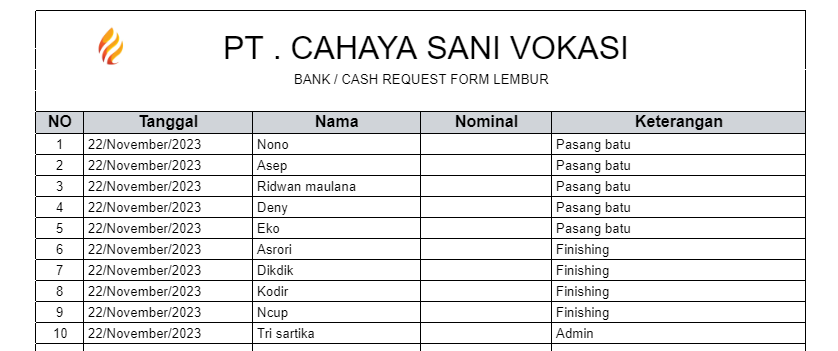 PT . CAHAYA SANI VOKASI
BANK / CASH REQUEST FORM LEMBUR
NO Tanggal Nama Nominal Keterangan
1 22/November/2023 Nono Pasang batu
2 22/November/2023 Asep Pasang batu
3 22/November/2023 Ridwan maulana Pasang batu
4 22/November/2023 Deny Pasang batu
5 22/November/2023 Eko Pasang batu
6 22/November/2023 Asrori Finishing
7 22/November/2023 Dikdik Finishing
8 22/November/2023 Kodir Finishing
9 22/November/2023 Ncup Finishing
10 22/November/2023 Tri sartika Admin